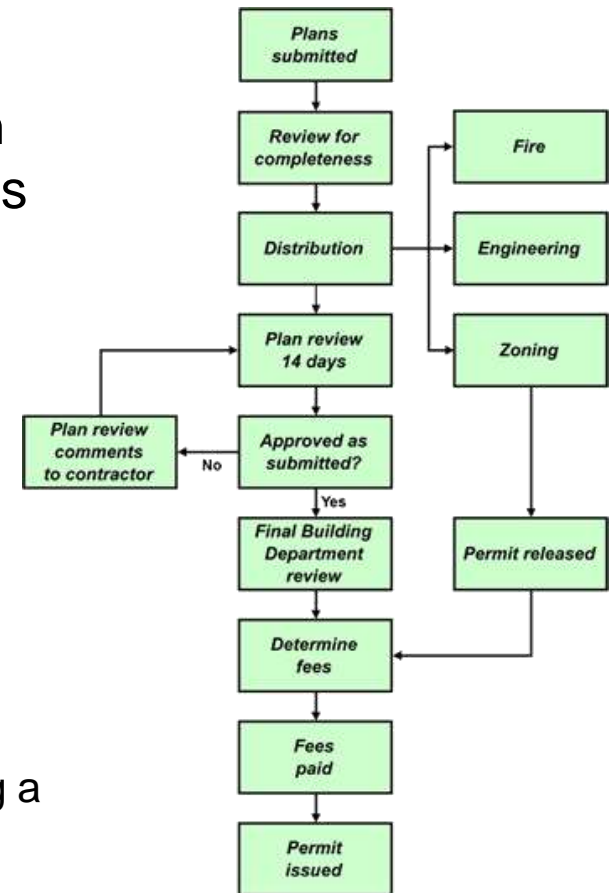 n
s
Plans
submitted
Review for
completeness
Fire
Distribution
Engineering
Plan review
14 days
Zoning
Plan review
comments
to contractor
No
Approved as
submitted?
Yes
Final Building
Department
review
Permit released
Determine
fees
Fees
paid
g a
Permit
issued